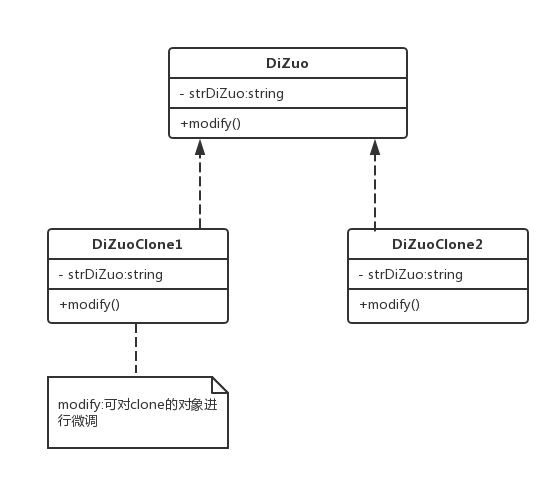 DiZuo
- strDiZuo:string
+modify()
DiZuoClone1
- strDiZuo:string
+modify()
DiZuoClone2
- strDiZuo:string
+modify()
modify:可对clone的对象进
行微调